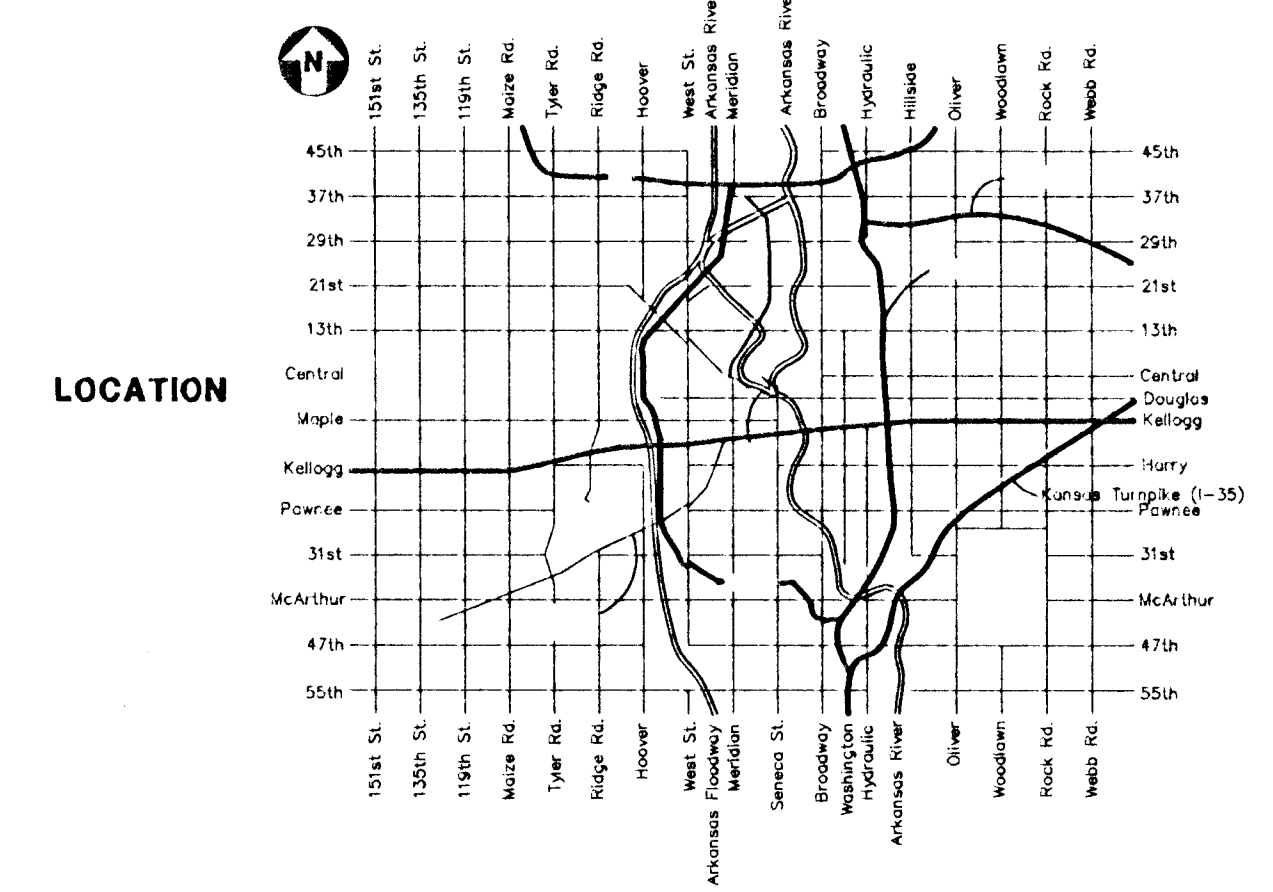 N
151st St.
135th St.
119th St.
Maize Rd.
Tyler Rd.
Ridge Rd.
Hoover
West St.
Arkansas River
Meridian
Arkansas River
Broadway
Hydraulic
Hillside
Oliver
Woodlawn
Rock Rd.
Webb Rd.
45th
37th
29th
21st
13th
Central
Maple
Kellogg
Pawnee
31st
McArthur
47th
55th
LOCATION
45th
37th
29th
21st
13th
Central
Douglas
Kellogg
Harry
Kansas Turnpike (I-35)
Pawnee
31st
McArthur
47th
55th
151st St.
135th St.
119th St.
Maize Rd.
Tyler Rd.
Ridge Rd.
Hoover
West St.
Arkansas Floodway
Meridian
Seneca St.
Broadway
Washington
Hydraulic
Arkansas River
Oliver
Woodlawn
Rock Rd.
Webb Rd.